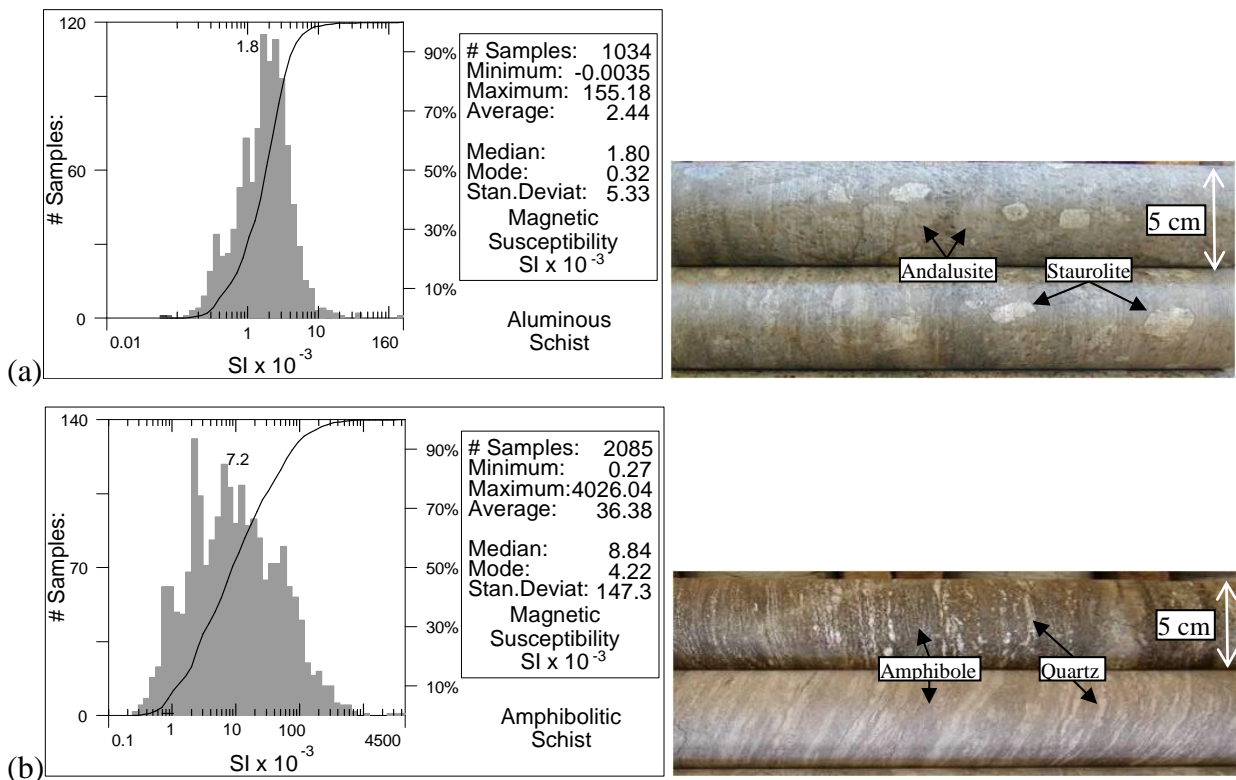 (a)
120
60
0
# Samples:
1.8
90%
70%
50%
30%
10%
0.01
1
10
160
SI x 10 -3
# Samples: 1034
Minimum: -0.0035
Maximum: 155.18
Average: 2.44
Median: 1.80
Mode: 0.32
Stan.Deviat: 5.33
Magnetic
Susceptibility
SI x 10 -3
Aluminous
Schist
5 cm
Andalusite
Staurolite
(b)
140
70
0
# Samples:
7.2
90%
70%
50%
30%
10%
0.1
1
10
100
4500
SI x 10 -3
# Samples: 2085
Minimum: 0.27
Maximum:4026.04
Average: 36.38
Median: 8.84
Mode: 4.22
Stan.Deviat: 147.3
Magnetic
Susceptibility
SI x 10 -3
Amphibolitic
Schist
5 cm
Amphibole
Quartz